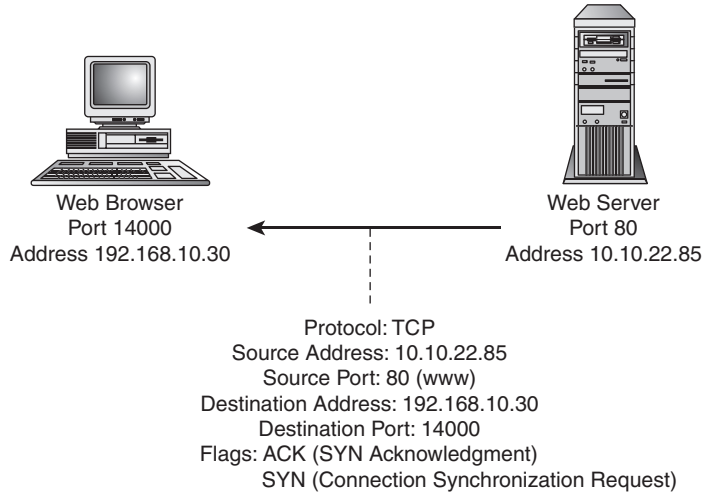 Web Browser
Port 14000
Address 192.168.10.30
Web Server
Port 80
Address 10.10.22.85
Protocol: TCP
Source Address: 10.10.22.85
Source Port: 80 (www)
Destination Address: 192.168.10.30
Destination Port: 14000
Flags: ACK (SYN Acknowledgment)
SYN (Connection Synchronization Request)